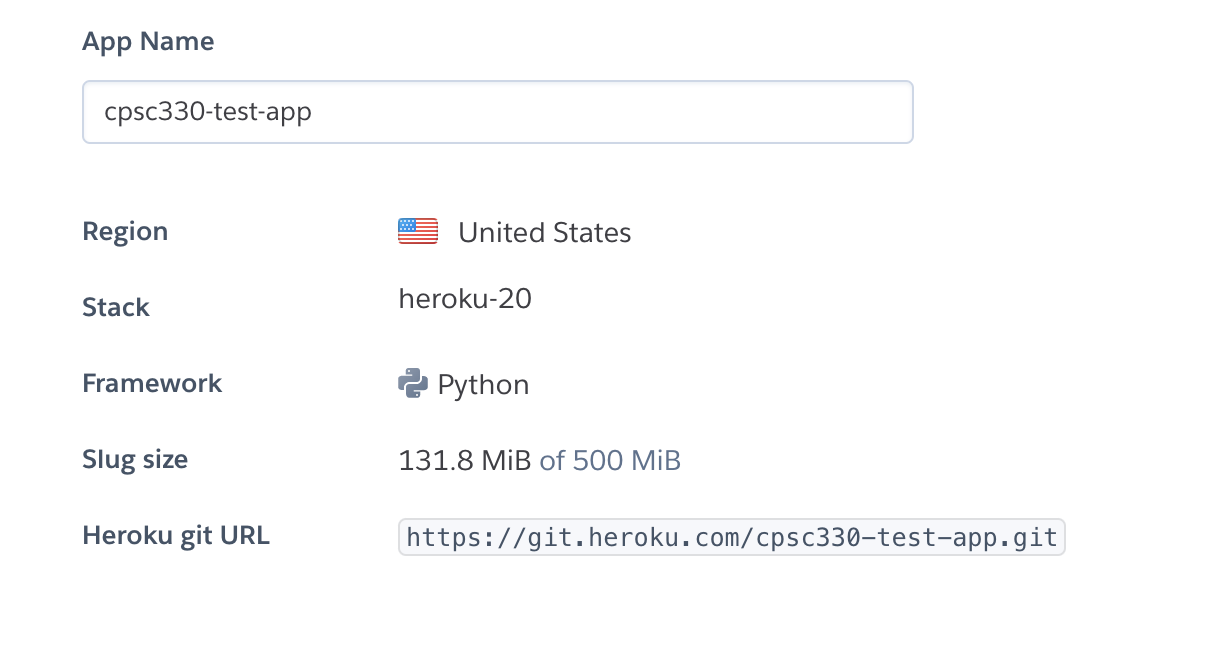 App Name
cpsc330-test-app
Region United States
Stack heroku-20
Framework Python
Slug size 131.8 MiB of 500 MiB
Heroku git URL https://git.heroku.com/cpsc330-test-app.git